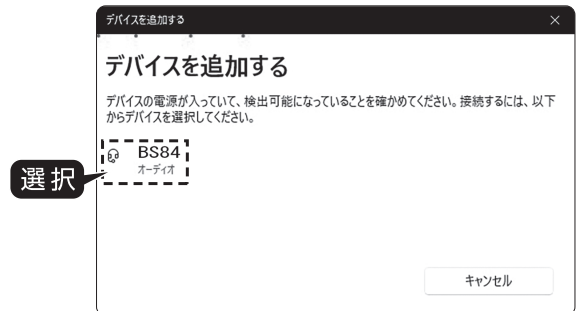 デバイスを追加する
デバイスを追加する
デバイスの電源が入っていて、検出可能になっていることを確かめてください。接続するには、以下
からデバイスを選択してください。
BS84
オーディオ
選択
キャンセル